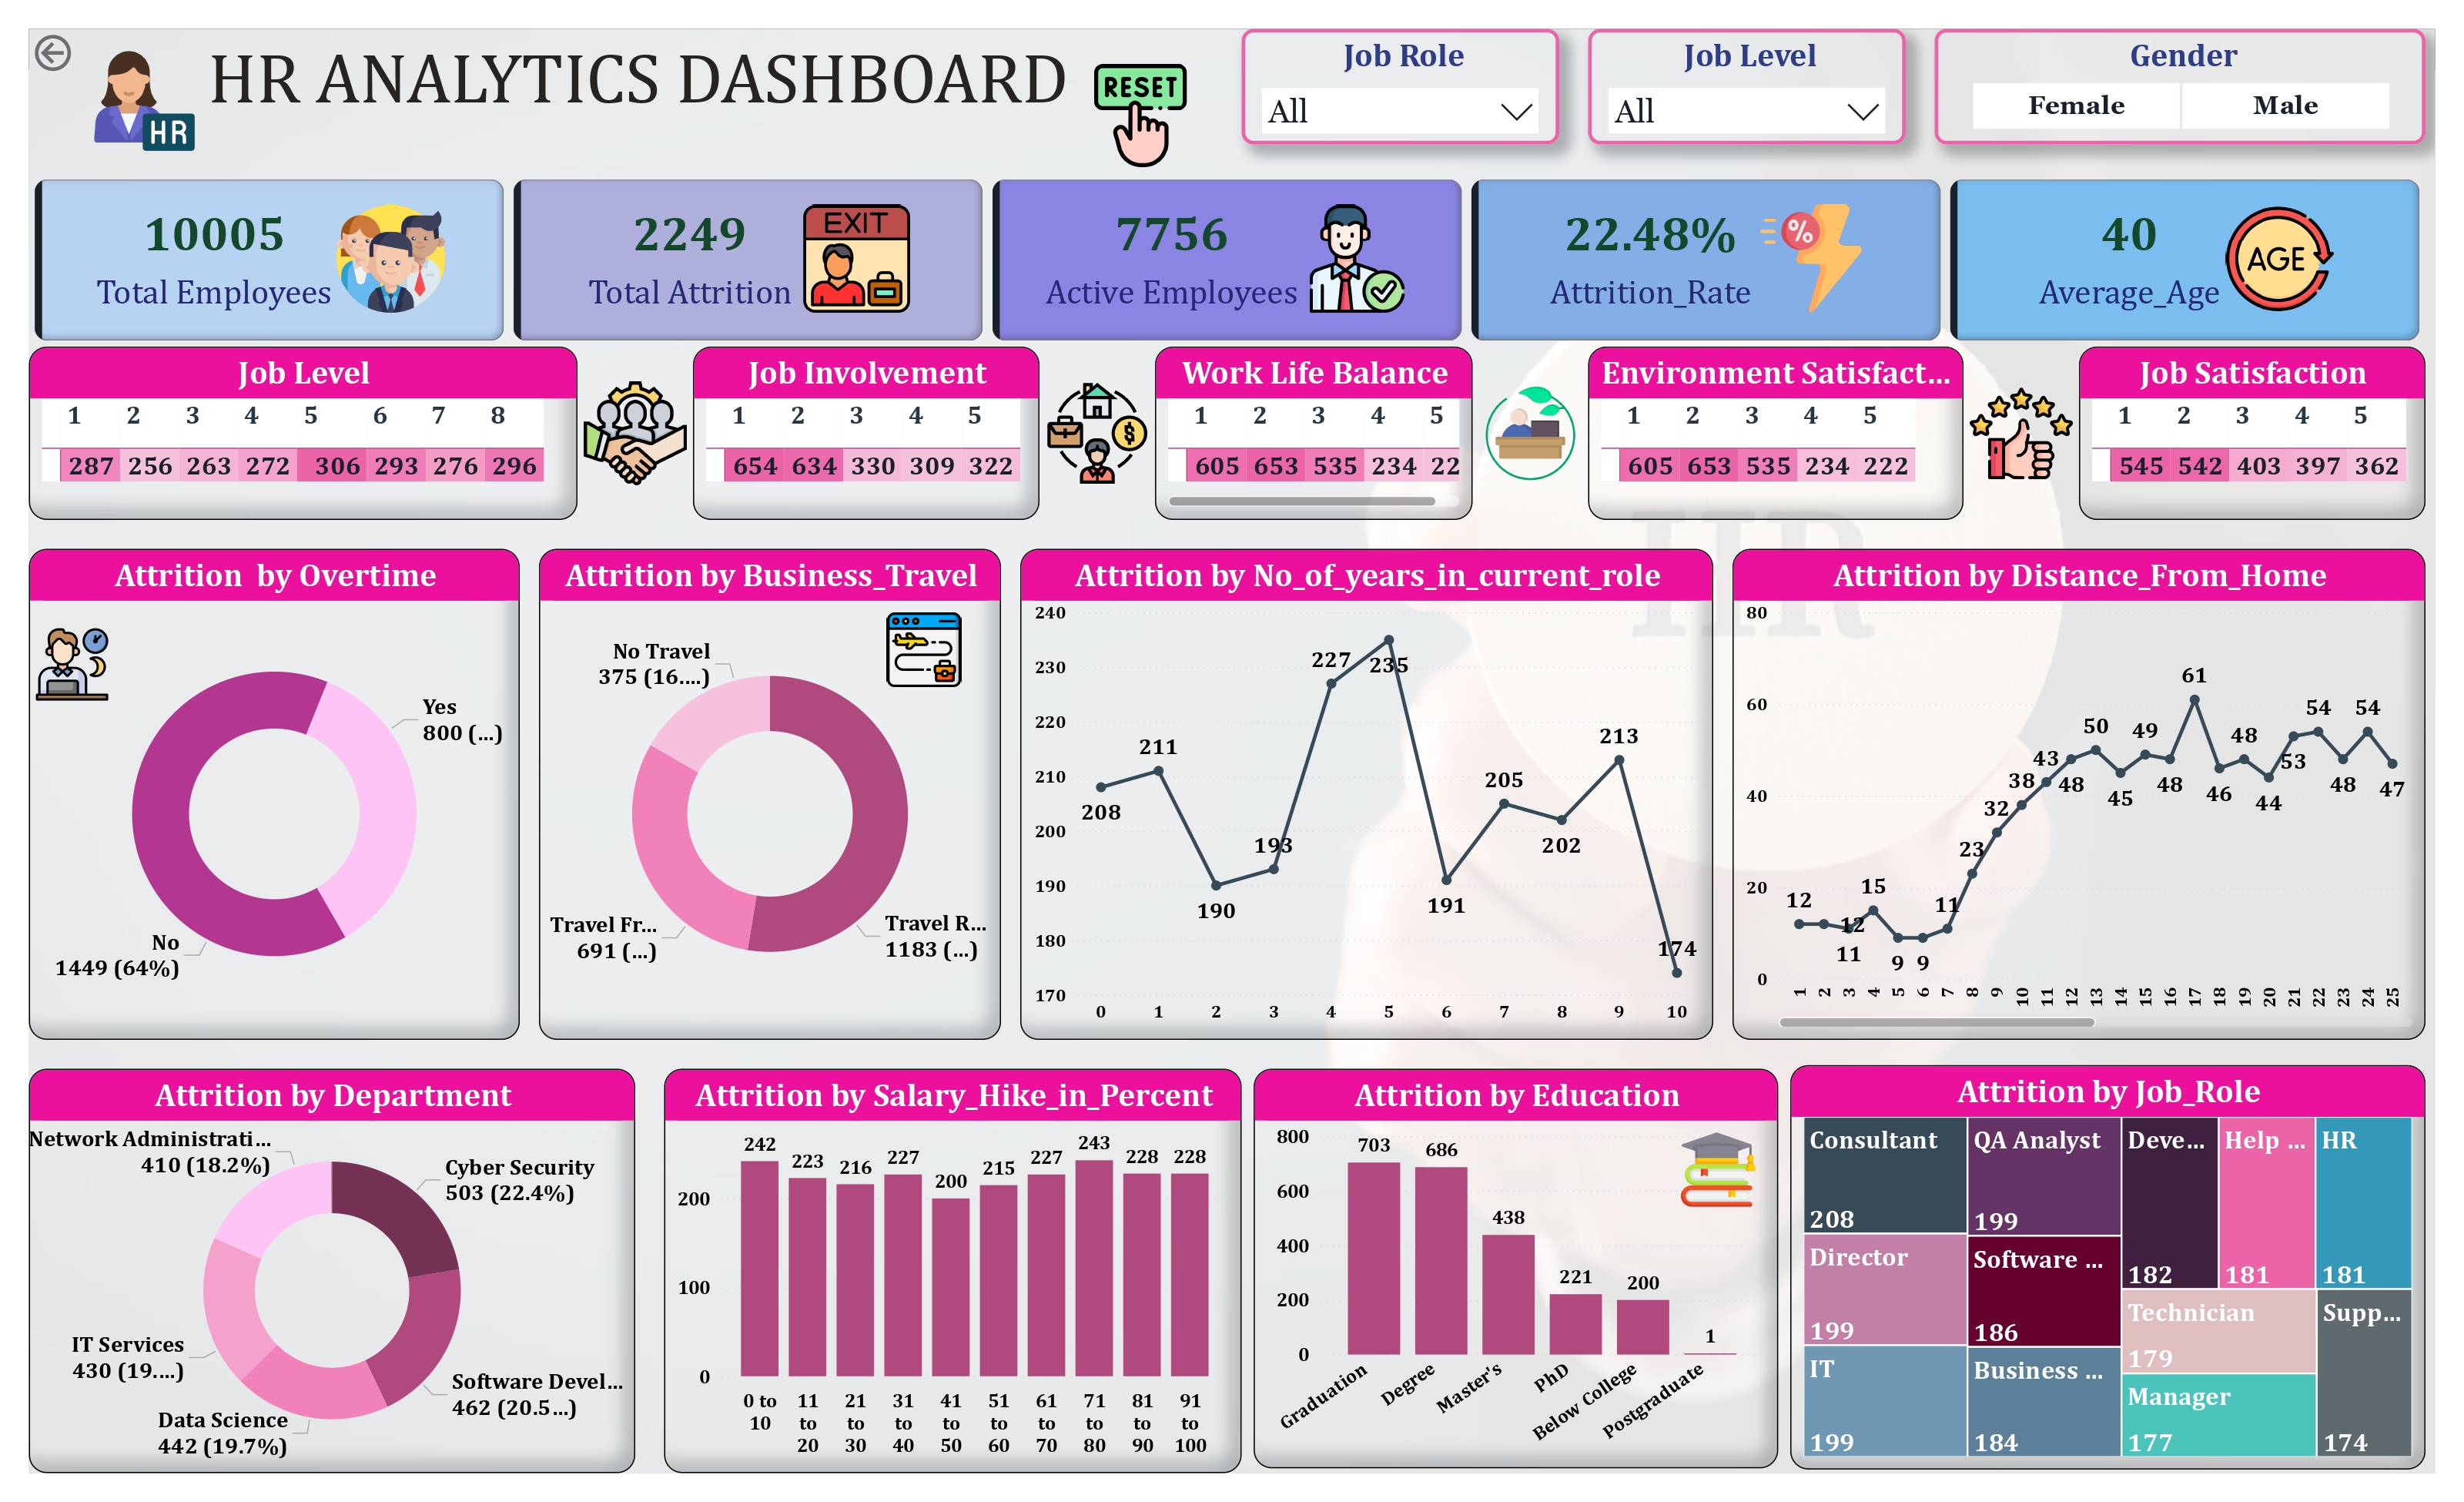 HR ANALYTICS DASHBOARD
HR
RESET
Job Role
All
Job Level
All
Gender
Female Male
10005
Total Employees
2249
Total Attrition
EXIT
7756
Active Employees
22.48%
Attrition_Rate
%
40
Average_Age
AGE
Job Level
1 2 3 4 5 6 7 8
287 256 263 272 306 293 276 296
Job Involvement
1 2 3 4 5
654 634 330 309 322
$
Work Life Balance
1 2 3 4 5
605 653 535 234 22
Environment Satisfact...
1 2 3 4 5
605 653 535 234 222
Job Satisfaction
1 2 3 4 5
545 542 403 397 362
HR
Attrition by Overtime
Yes
800 (...)
No
1449 (64%)
Attrition by Business_Travel
No Travel
375 (16....)
Travel Fr...
691 (...)
Travel R...
1183 (...)
Attrition by No_of_years_in_current_role
240
230
220
210
200
190
180
170
208 211 190 193 227 235 191 205 202 213 174
0 1 2 3 4 5 6 7 8 9 10
Attrition by Distance_From_Home
80
60
40
20
0
12 12 11 15 9 9 11 23 32 38 43 48 50 45 49 48 61 46 48 44 53 54 48 54 47
1 2 3 4 5 6 7 8 9 10 11 12 13 14 15 16 17 18 19 20 21 22 23 24 25
Attrition by Department
Network Administrati...
410 (18.2%)
Cyber Security
503 (22.4%)
IT Services
430 (19....)
Software Devel...
462 (20.5...)
Data Science
442 (19.7%)
Attrition by Salary_Hike_in_Percent
200
100
0
242 223 216 227 200 215 227 243 228 228
0 to 11 21 31 41 51 61 71 81 91
10 to to to to to to to to to
20 30 40 50 60 70 80 90 100
Attrition by Education
800
600
400
200
0
703 686 438 221 200 1
Graduation Degree Master's PhD Below College Postgraduate
Attrition by Job_Role
Consultant
208
Director
199
IT
199
QA Analyst
199
Software ...
186
Business ...
184
Deve...
182
Help ...
181
HR
181
Technician
179
Manager
177
Supp...
174